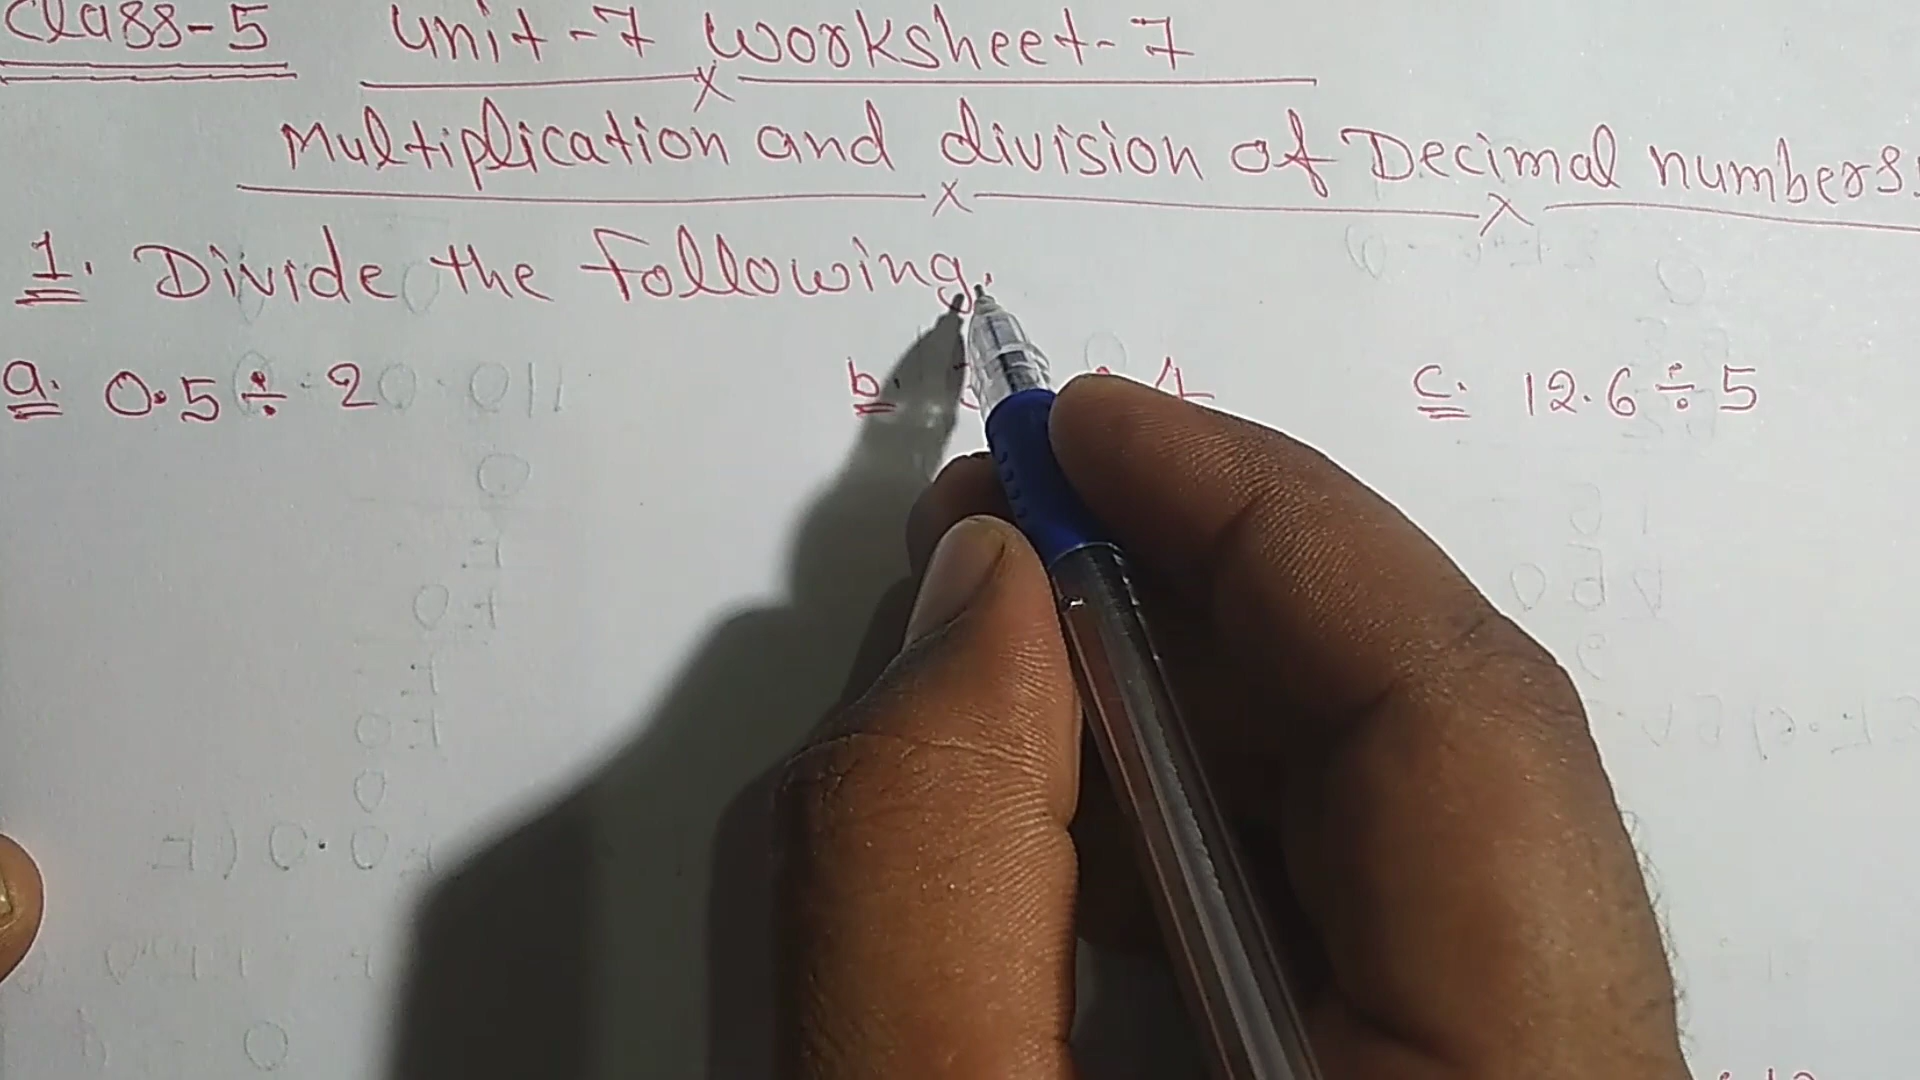 Class-5 Unit-7 Worksheet-7
Multiplication and division of Decimal numbers.
1. Divide the following.
a. 0.5 ÷ 2 b. 4 c. 12.6 ÷ 5